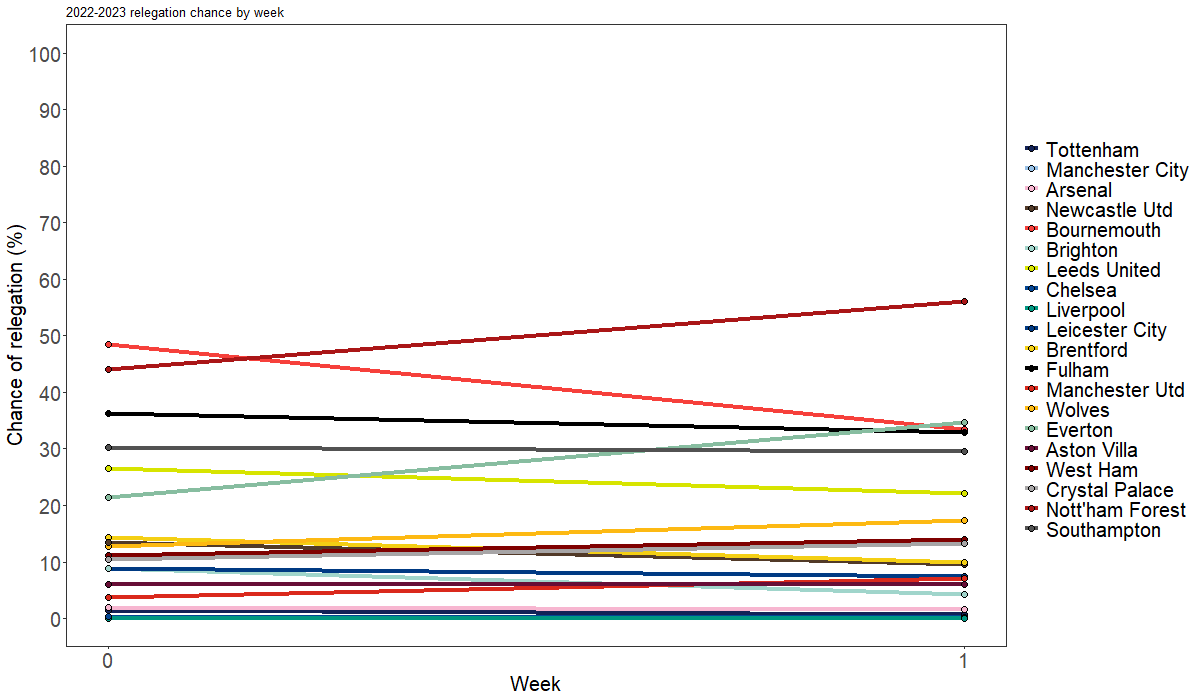 2022-2023 relegation chance by week
Chance of relegation (%)
100
90
80
70
60
50
40
30
20
10
0
0
1
Week
Tottenham
Manchester City
Arsenal
Newcastle Utd
Bournemouth
Brighton
Leeds United
Chelsea
Liverpool
Leicester City
Brentford
Fulham
Manchester Utd
Wolves
Everton
Aston Villa
West Ham
Crystal Palace
Nott'ham Forest
Southampton